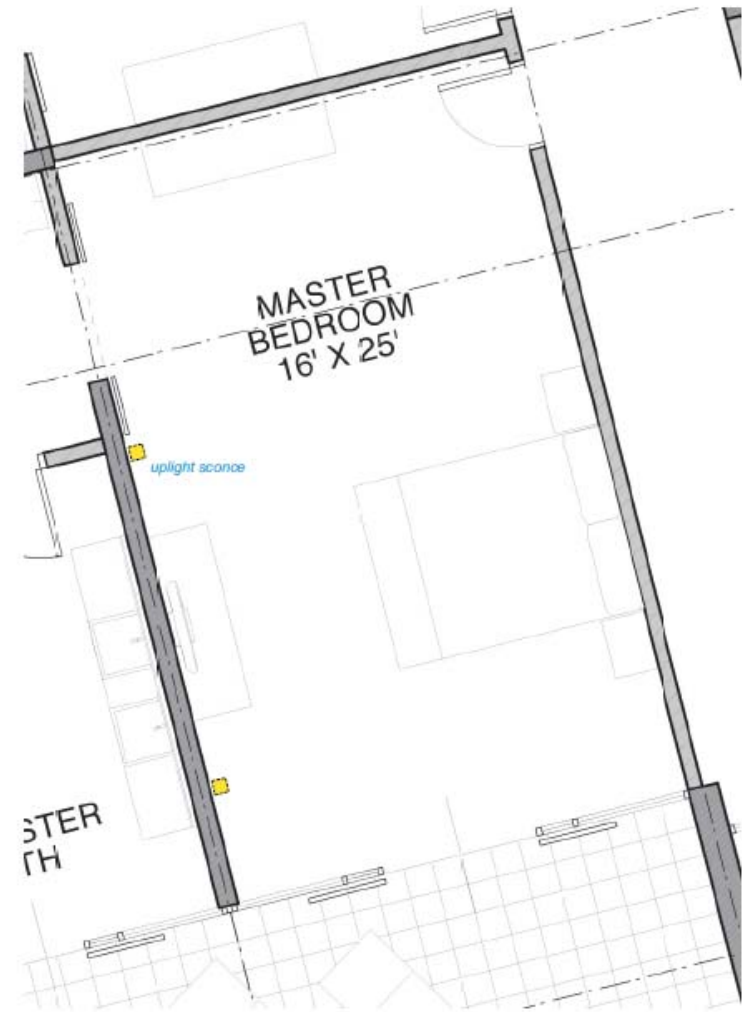 MASTER
BEDROOM
16' X 25'
uplight sconce
STER
TH